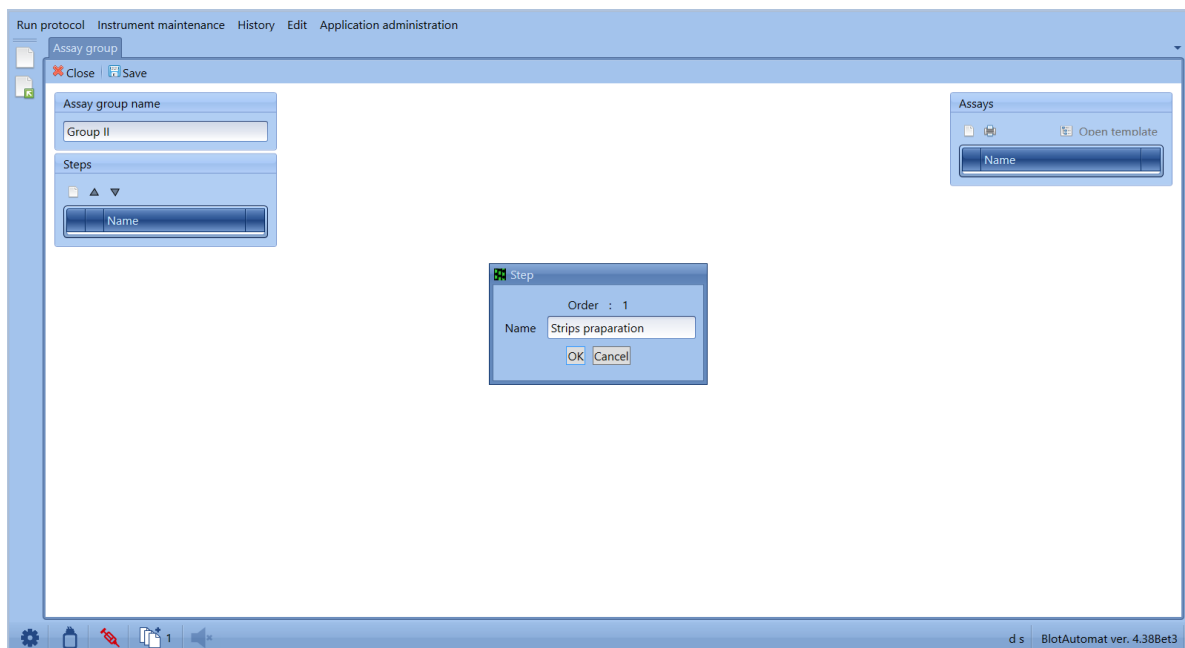 Run protocol Instrument maintenance History Edit Application administration
Assay group
Close Save
Assay group name
Group II
Steps
Name
Assays
Open template
Name
Step
Order : 1
Name Strips praparation
OK Cancel
1
d s BlotAutomat ver. 4.38Bet3